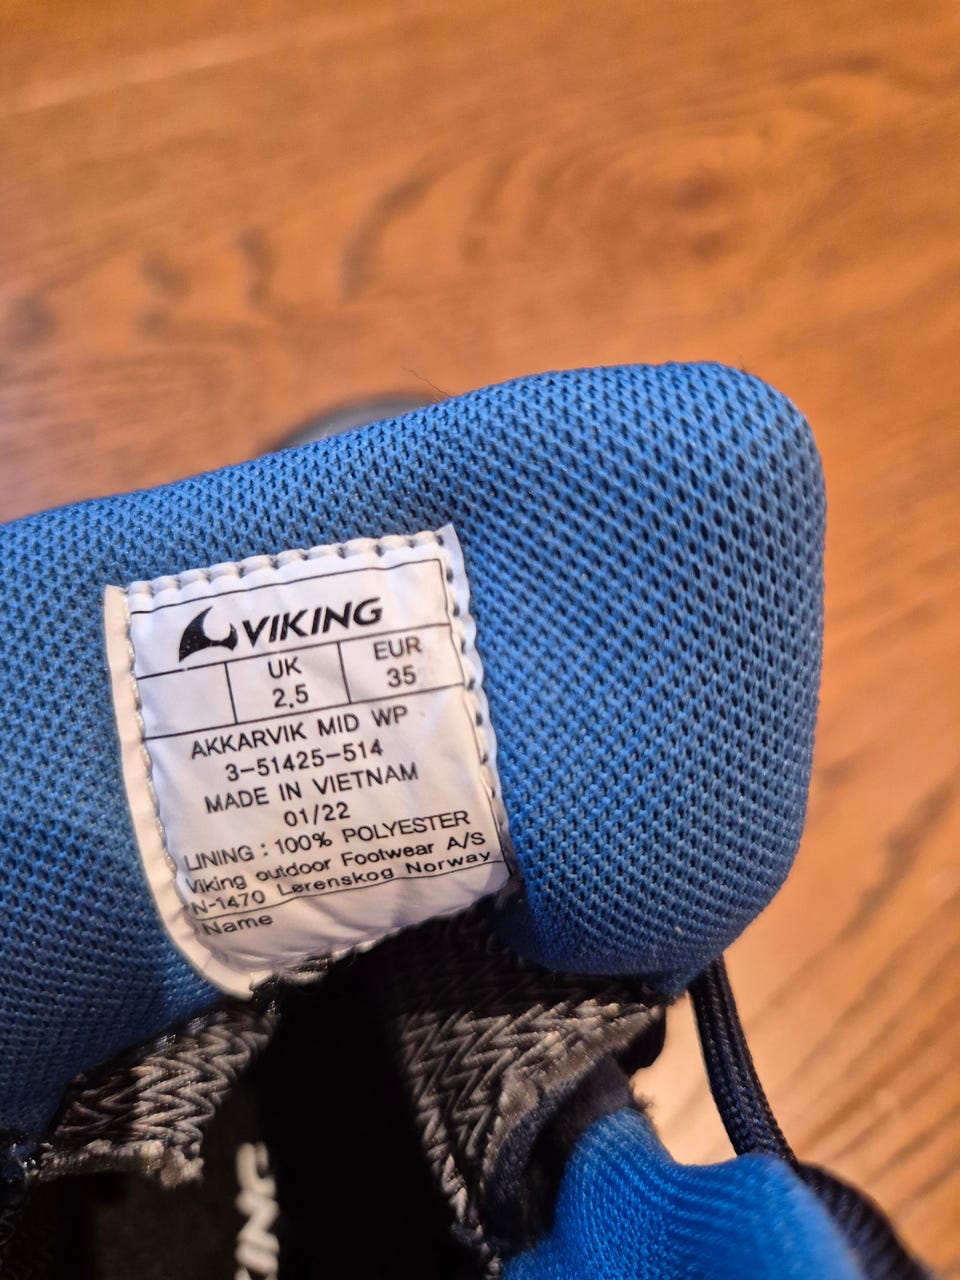 VIKING
UK EUR
2.5 35
AKKARVIK MID WP
3-51425-514
MADE IN VIETNAM
01/22
LINING : 100% POLYESTER
Viking outdoor Footwear A/S
N-1470 Lørenskog Norway
Name
KING